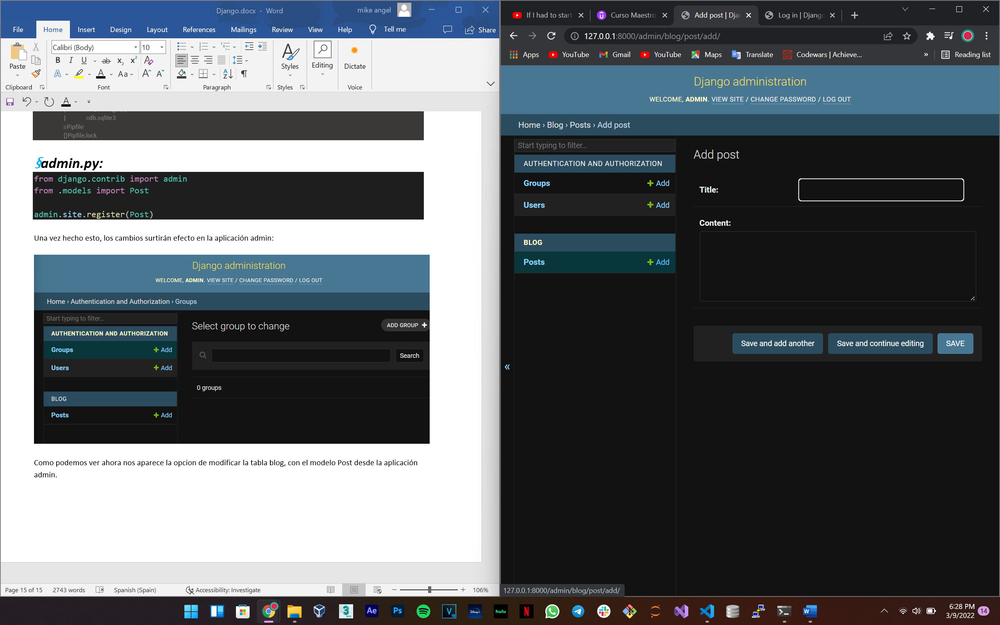 Django.docx - Word
mike angel
File Home Insert Design Layout References Mailings Review View Help Tell me Share
Calibri (Body) 10
Paste
Styles
Editing
Dictate
Clipboard Font Paragraph Styles Voice
| ≡db.sqlite3
≡Pipfile
{}Pipfile.lock
§admin.py:
from django.contrib import admin
from .models import Post
admin.site.register(Post)
Una vez hecho esto, los cambios surtirán efecto en la aplicación admin:
Django administration
WELCOME, ADMIN. VIEW SITE / CHANGE PASSWORD / LOG OUT
Home › Authentication and Authorization › Groups
Start typing to filter...
AUTHENTICATION AND AUTHORIZATION
Groups + Add
Users + Add
BLOG
Posts + Add
Select group to change
ADD GROUP +
Search
0 groups
Como podemos ver ahora nos aparece la opcion de modificar la tabla blog, con el modelo Post desde la aplicación
admin.
Page 15 of 15 2743 words Spanish (Spain) Accessibility: Investigate 106%
If I had to start
Curso Maestro
Add post | Djan
Log in | Django
127.0.0.1:8000/admin/blog/post/add/
Apps YouTube Gmail YouTube Maps Translate Codewars | Achieve... » Reading list
Django administration
WELCOME, ADMIN. VIEW SITE / CHANGE PASSWORD / LOG OUT
Home › Blog › Posts › Add post
Start typing to filter...
AUTHENTICATION AND AUTHORIZATION
Groups + Add
Users + Add
BLOG
Posts + Add
«
Add post
Title:
Content:
Save and add another
Save and continue editing
SAVE
127.0.0.1:8000/admin/blog/post/add/
3
MAX
Ae
Ps
V
18
Disney+
hulu
N
W
6:28 PM
3/9/2022
14